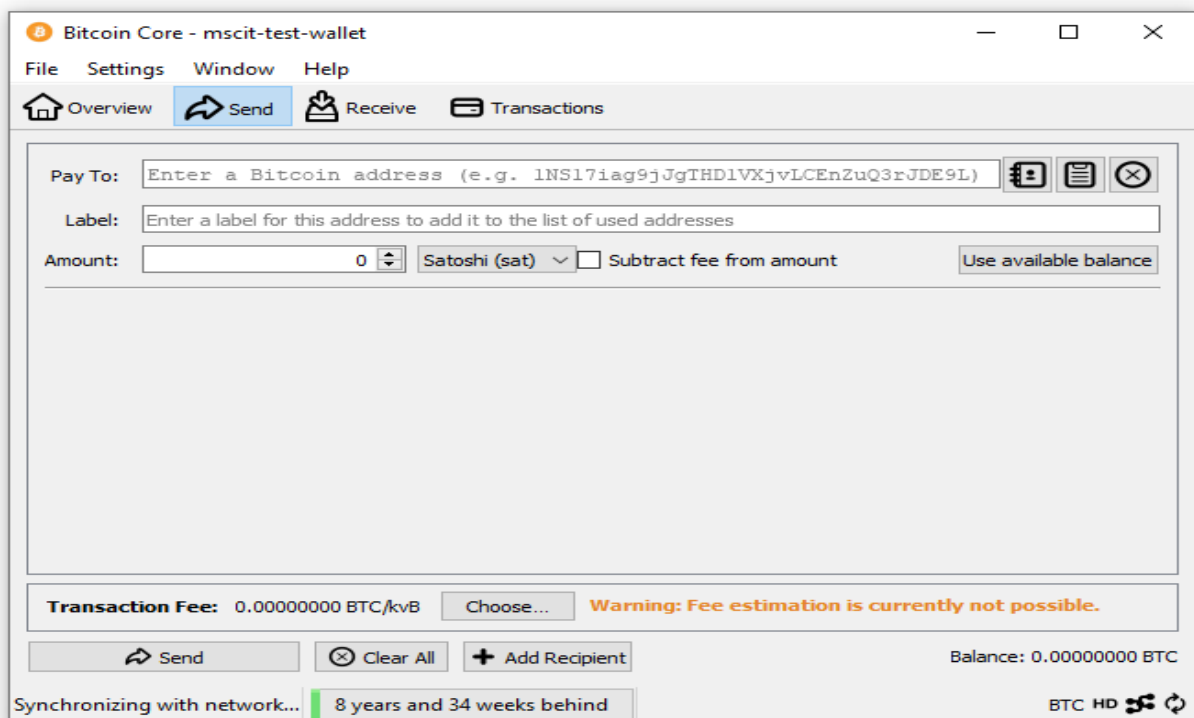 Bitcoin Core - mscit-test-wallet
File Settings Window Help
Overview Send Receive Transactions
Pay To: Enter a Bitcoin address (e.g. 1NS17iag9jJgTHD1VXjvLCEnZuQ3rJDE9L)
Label: Enter a label for this address to add it to the list of used addresses
Amount: 0 Satoshi (sat) Subtract fee from amount Use available balance
Transaction Fee: 0.00000000 BTC/kvB Choose... Warning: Fee estimation is currently not possible.
Send Clear All Add Recipient Balance: 0.00000000 BTC
Synchronizing with network... 8 years and 34 weeks behind BTC HD